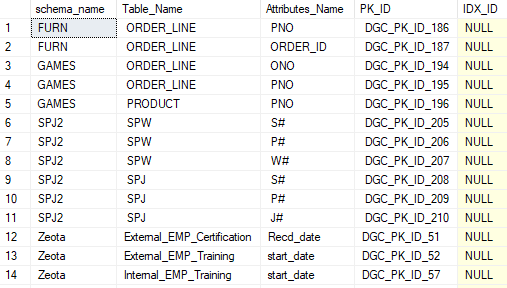 schema_name Table_Name Attributes_Name PK_ID IDX_ID
1 FURN ORDER_LINE PNO DGC_PK_ID_186 NULL
2 FURN ORDER_LINE ORDER_ID DGC_PK_ID_187 NULL
3 GAMES ORDER_LINE ONO DGC_PK_ID_194 NULL
4 GAMES ORDER_LINE PNO DGC_PK_ID_195 NULL
5 GAMES PRODUCT PNO DGC_PK_ID_196 NULL
6 SPJ2 SPW S# DGC_PK_ID_205 NULL
7 SPJ2 SPW P# DGC_PK_ID_206 NULL
8 SPJ2 SPW W# DGC_PK_ID_207 NULL
9 SPJ2 SPJ S# DGC_PK_ID_208 NULL
10 SPJ2 SPJ P# DGC_PK_ID_209 NULL
11 SPJ2 SPJ J# DGC_PK_ID_210 NULL
12 Zeota External_EMP_Certification Recd_date DGC_PK_ID_51 NULL
13 Zeota External_EMP_Training start_date DGC_PK_ID_52 NULL
14 Zeota Internal_EMP_Training start_date DGC_PK_ID_57 NULL